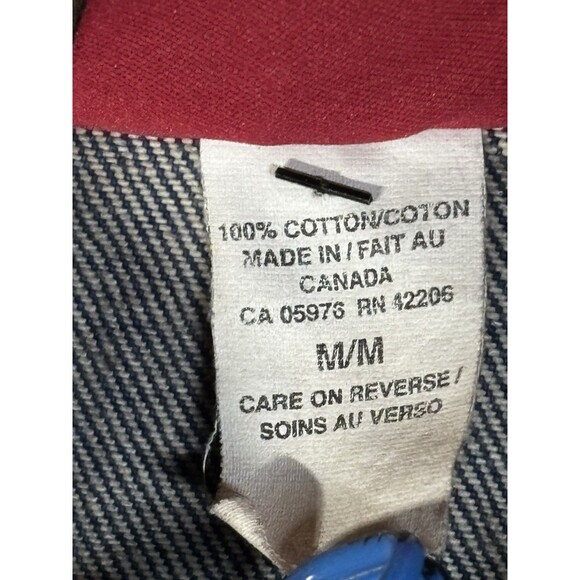 100% COTTON/COTON
MADE IN / FAIT AU
CANADA
CA 05976 RN 42206
M/M
CARE ON REVERSE /
SOINS AU VERSO